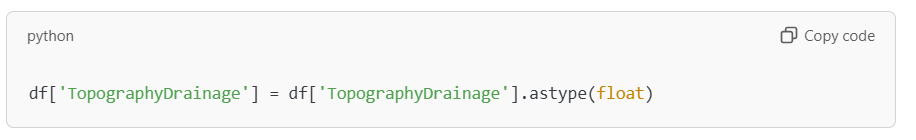 python Copy code
df['TopographyDrainage'] = df['TopographyDrainage'].astype(float)